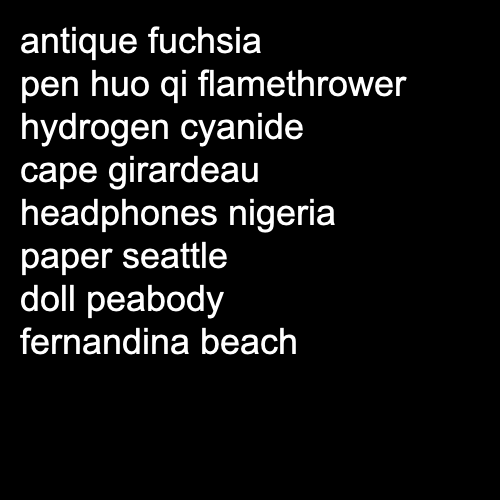 antique fuchsia
pen huo qi flamethrower
hydrogen cyanide
cape girardeau
headphones nigeria
paper seattle
doll peabody
fernandina beach